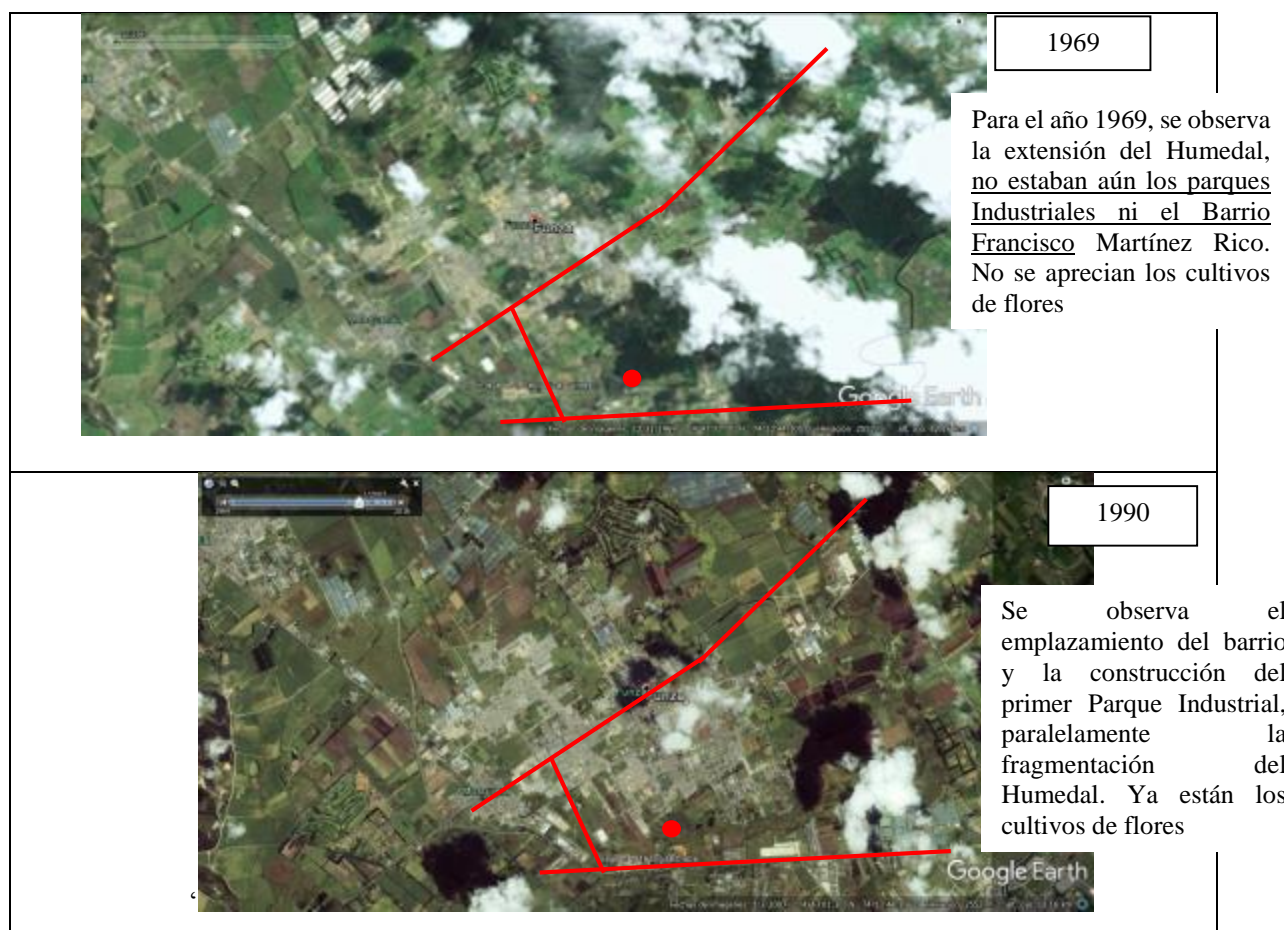 1969
Para el año 1969, se observa
la extensión del Humedal,
no estaban aún los parques
Industriales ni el Barrio
Francisco Martínez Rico.
No se aprecian los cultivos
de flores
Funza
Google Earth
1990
Se observa el
emplazamiento del barrio
y la construcción del
primer Parque Industrial,
paralelamente la
fragmentación del
Humedal. Ya están los
cultivos de flores
Funza
Google Earth
‘